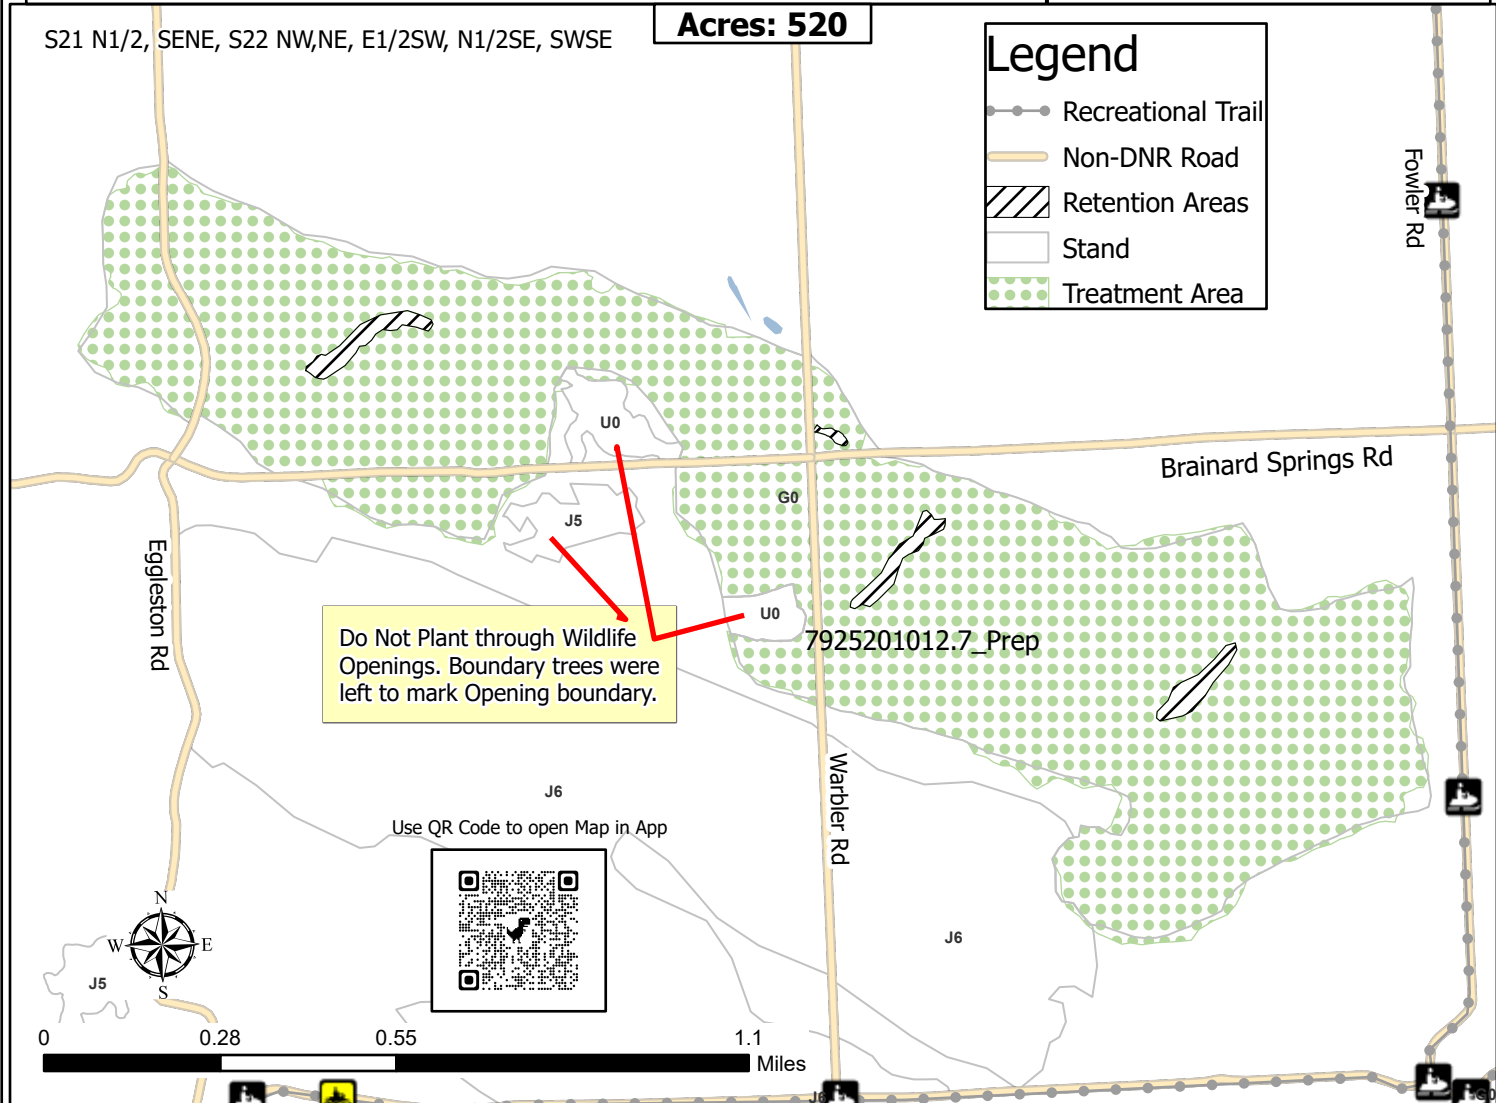 Acres: 520
S21 N1/2, SENE, S22 NW,NE, E1/2SW, N1/2SE, SWSE
Legend
Recreational Trail
Non-DNR Road
Retention Areas
Stand
Treatment Area
Fowler Rd
U0
Brainard Springs Rd
G0
J5
Eggleston Rd
U0
Do Not Plant through Wildlife
Openings. Boundary trees were
left to mark Opening boundary.
7925201012.7_Prep
Warbler Rd
J6
Use QR Code to open Map in App
N
W
E
S
J6
J5
0 0.28 0.55 1.1
Miles
J6